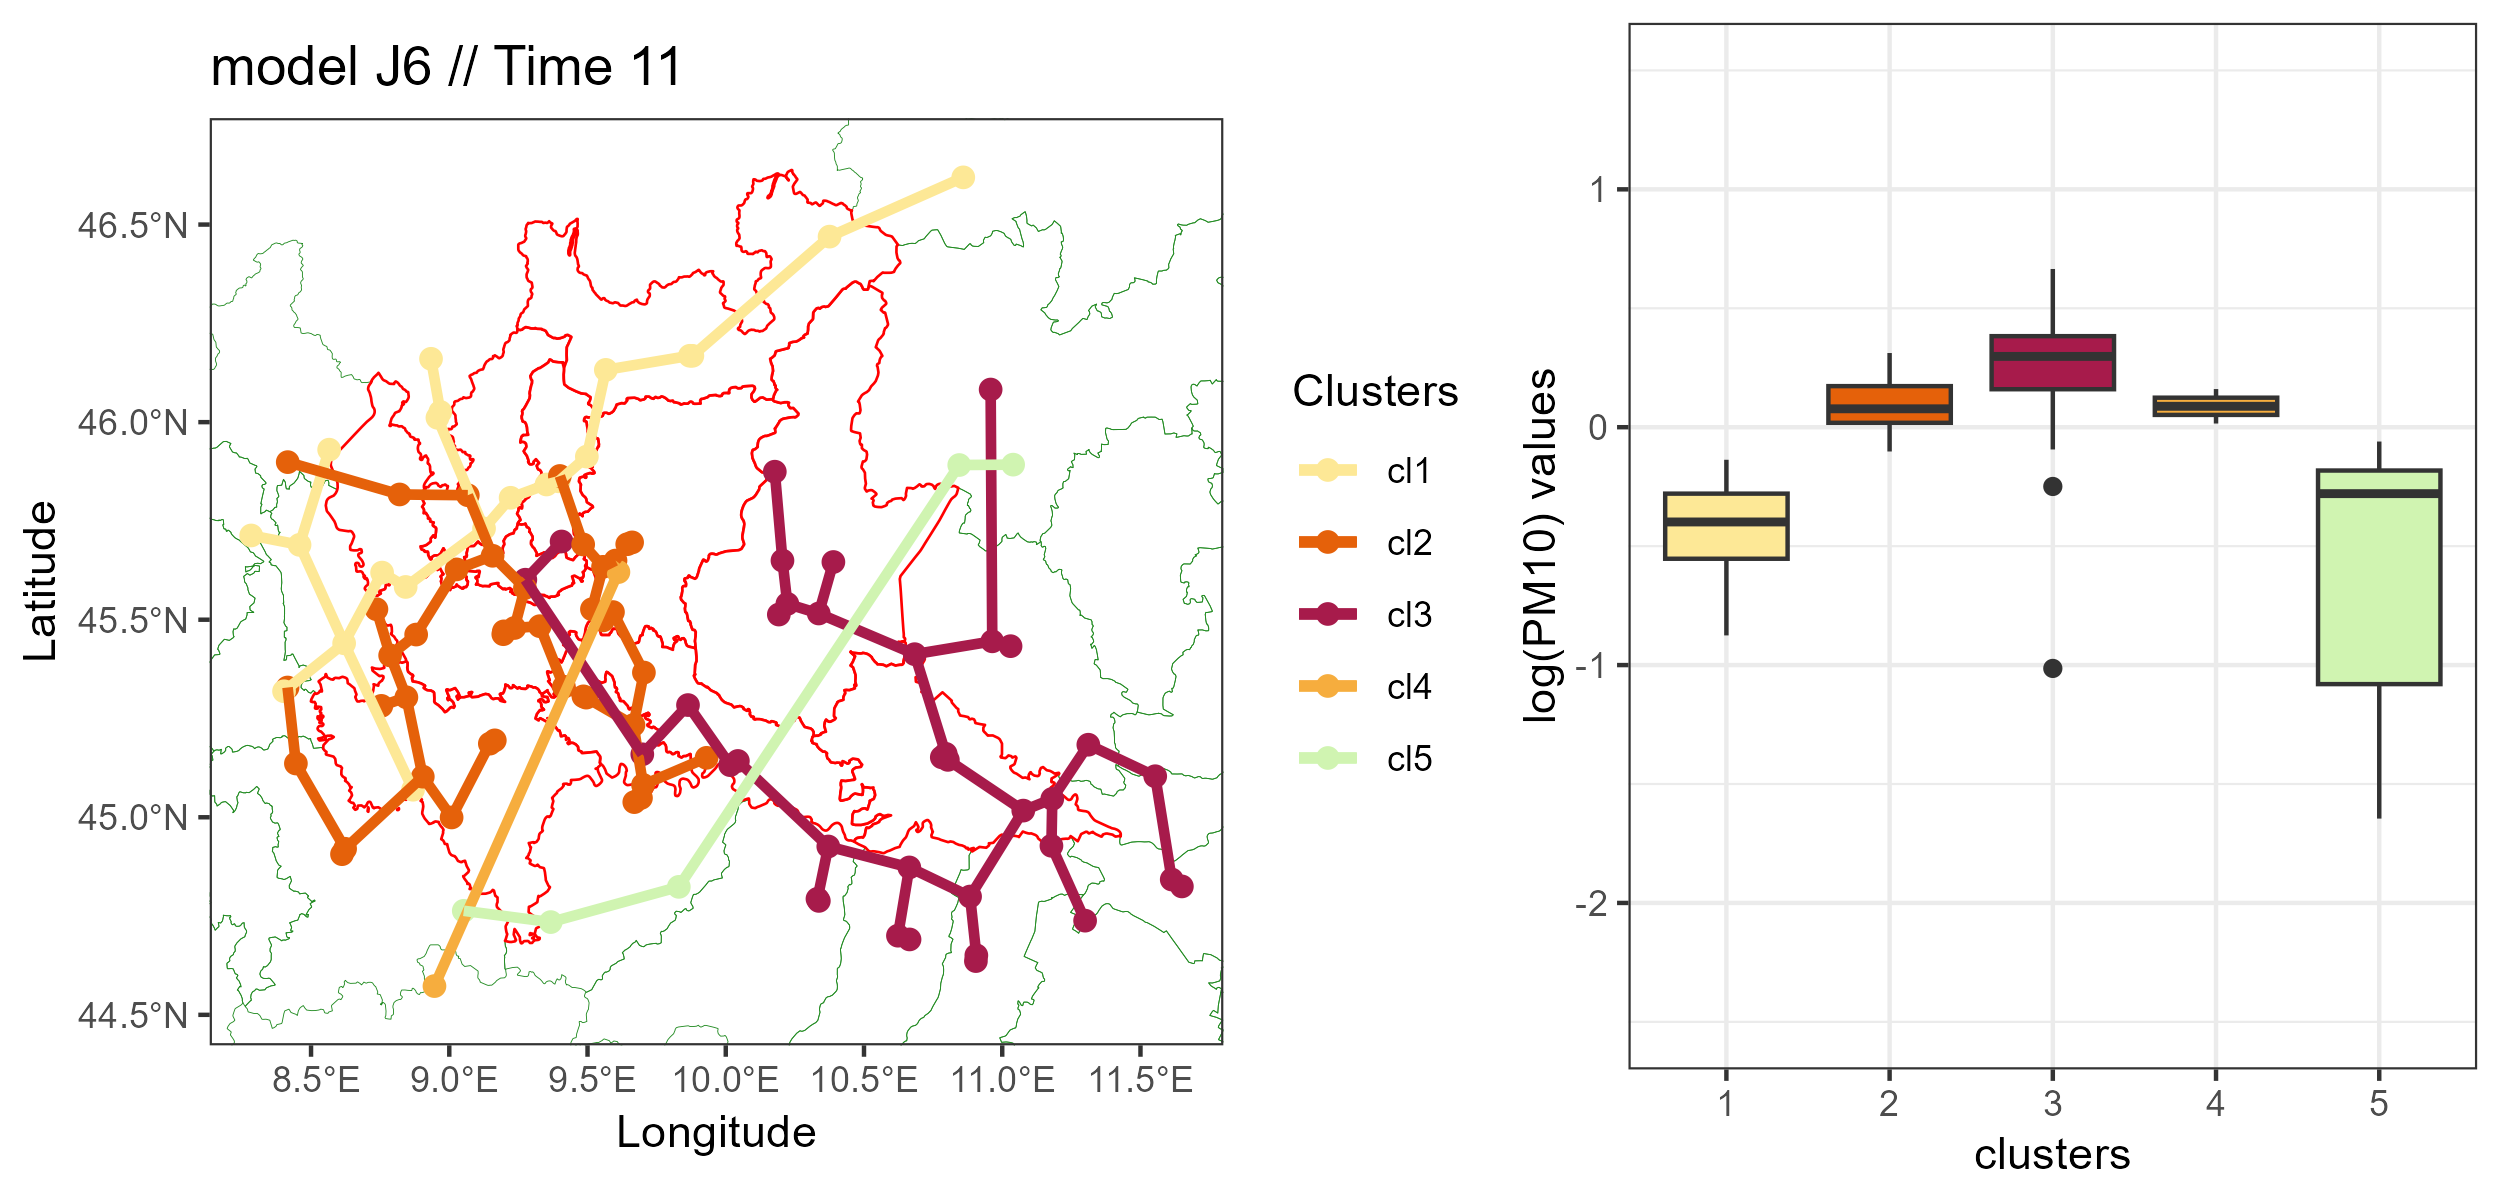 model J6 // Time 11
46.5°N
46.0°N
45.5°N
45.0°N
44.5°N
Latitude
8.5°E 9.0°E 9.5°E 10.0°E 10.5°E 11.0°E 11.5°E
Longitude
Clusters
cl1
cl2
cl3
cl4
cl5
1
0
-1
-2
log(PM10) values
1 2 3 4 5
clusters